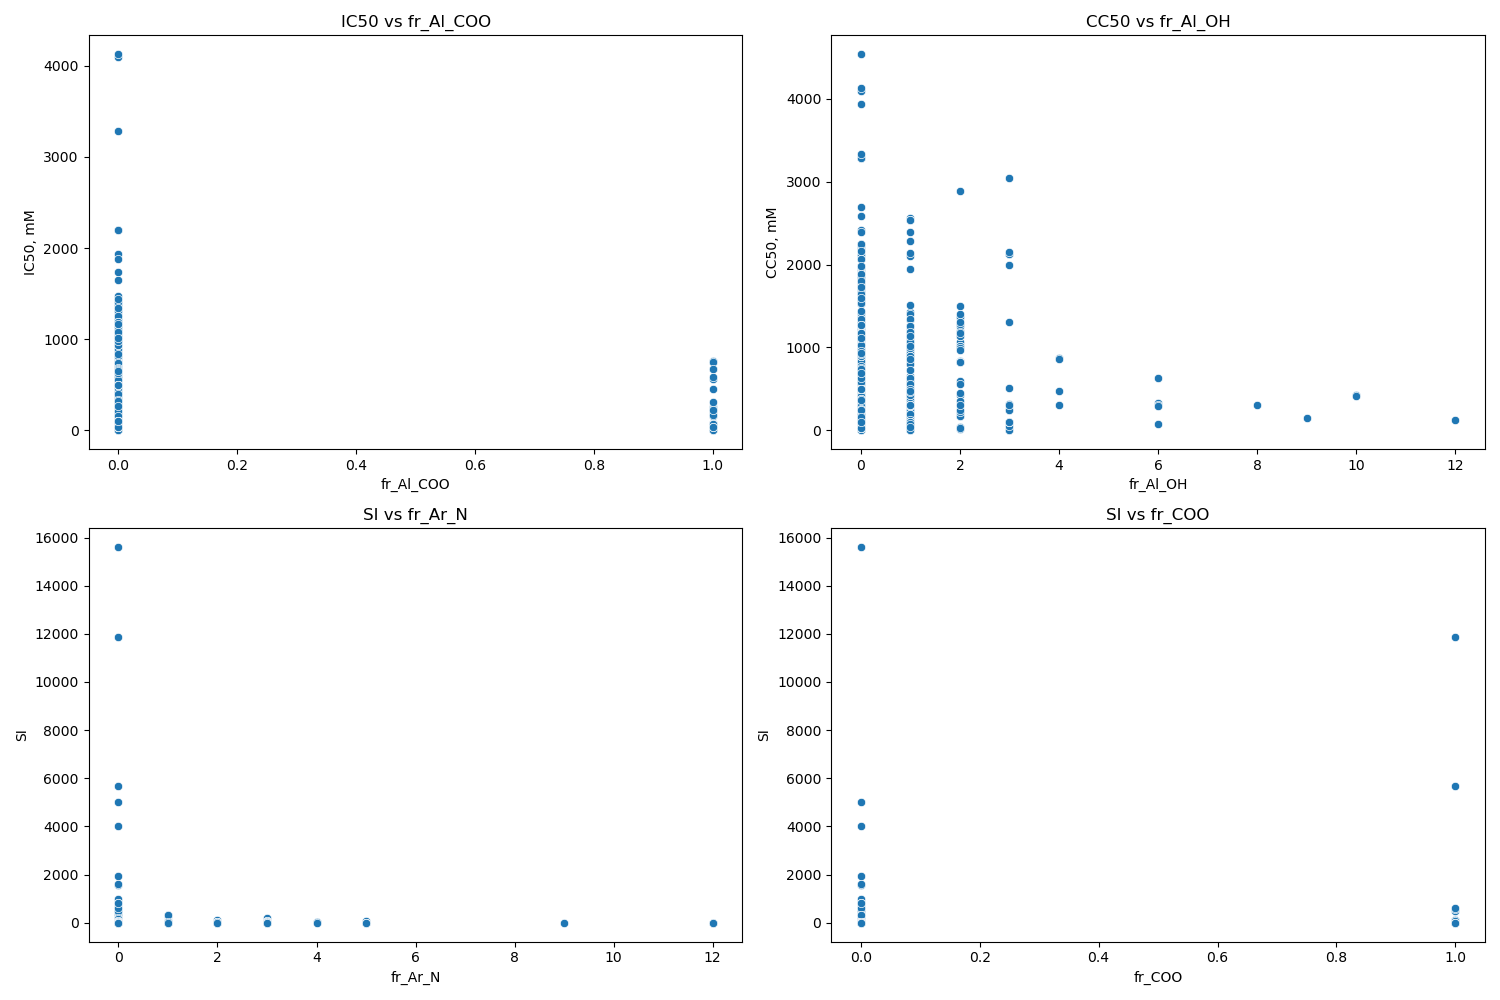 IC50 vs fr_Al_COO
IC50, mM
4000
3000
2000
1000
0
0.0 0.2 0.4 0.6 0.8 1.0
fr_Al_COO
CC50 vs fr_Al_OH
CC50, mM
4000
3000
2000
1000
0
0 2 4 6 8 10 12
fr_Al_OH
SI vs fr_Ar_N
SI
16000
14000
12000
10000
8000
6000
4000
2000
0
0 2 4 6 8 10 12
fr_Ar_N
SI vs fr_COO
SI
16000
14000
12000
10000
8000
6000
4000
2000
0
0.0 0.2 0.4 0.6 0.8 1.0
fr_COO